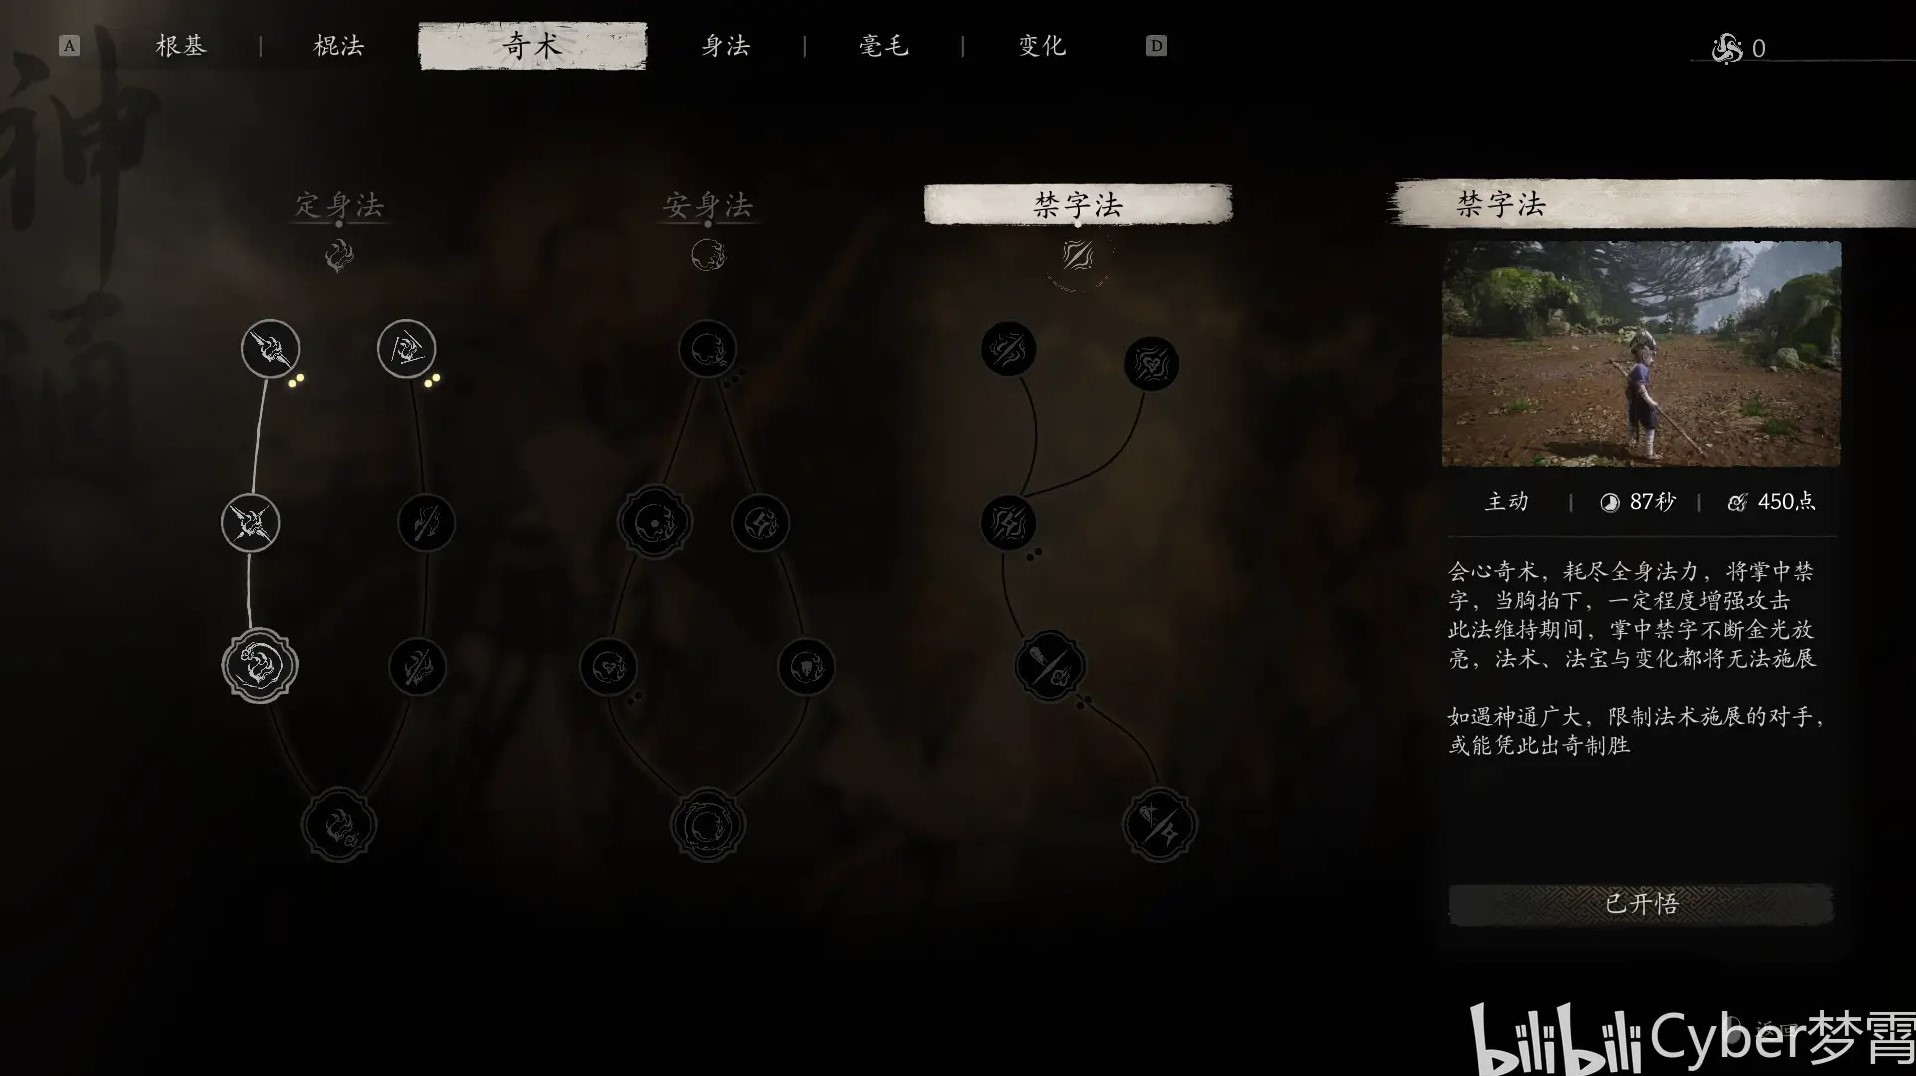 A 根基 | 棍法 奇术 身法 | 毫毛 | 变化 D 0
神
通
定身法 安身法 禁字法 禁字法
主动 | 87秒 | 450点
会心奇术，耗尽全身法力，将掌中禁
字，当胸拍下，一定程度增强攻击
此法维持期间，掌中禁字不断金光放
亮，法术、法宝与变化都将无法施展
如遇神通广大，限制法术施展的对手，
或能凭此出奇制胜
已开悟
返回
bilibili Cyber梦霄